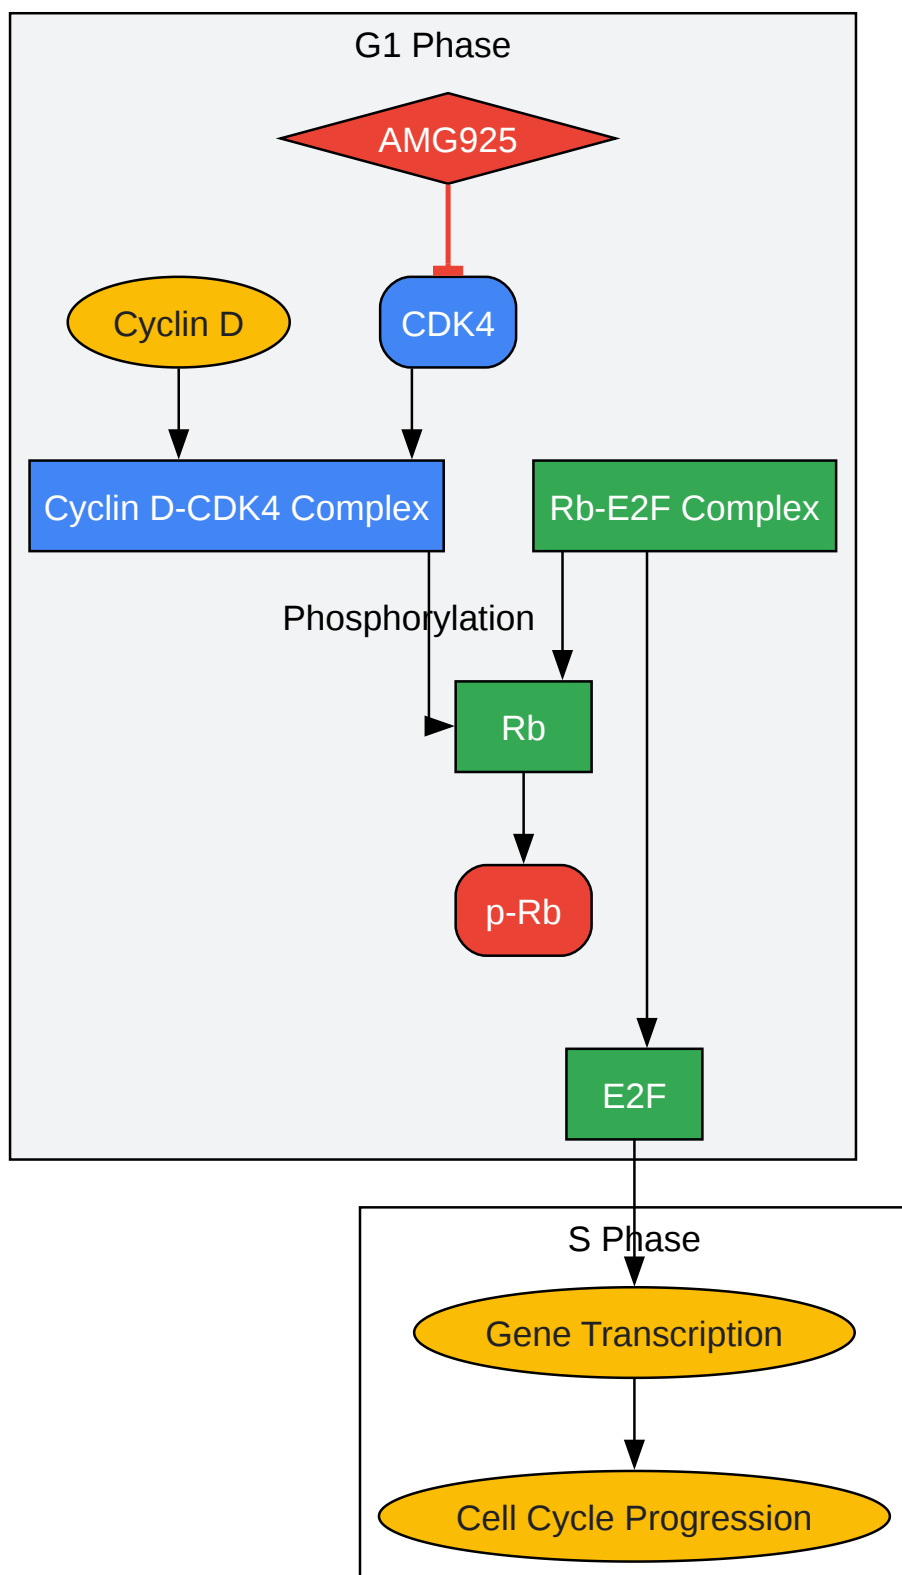 G1 Phase
AMG925
Cyclin D
CDK4
Cyclin D-CDK4 Complex
Rb-E2F Complex
Phosphorylation
Rb
p-Rb
E2F
S Phase
Gene Transcription
Cell Cycle Progression